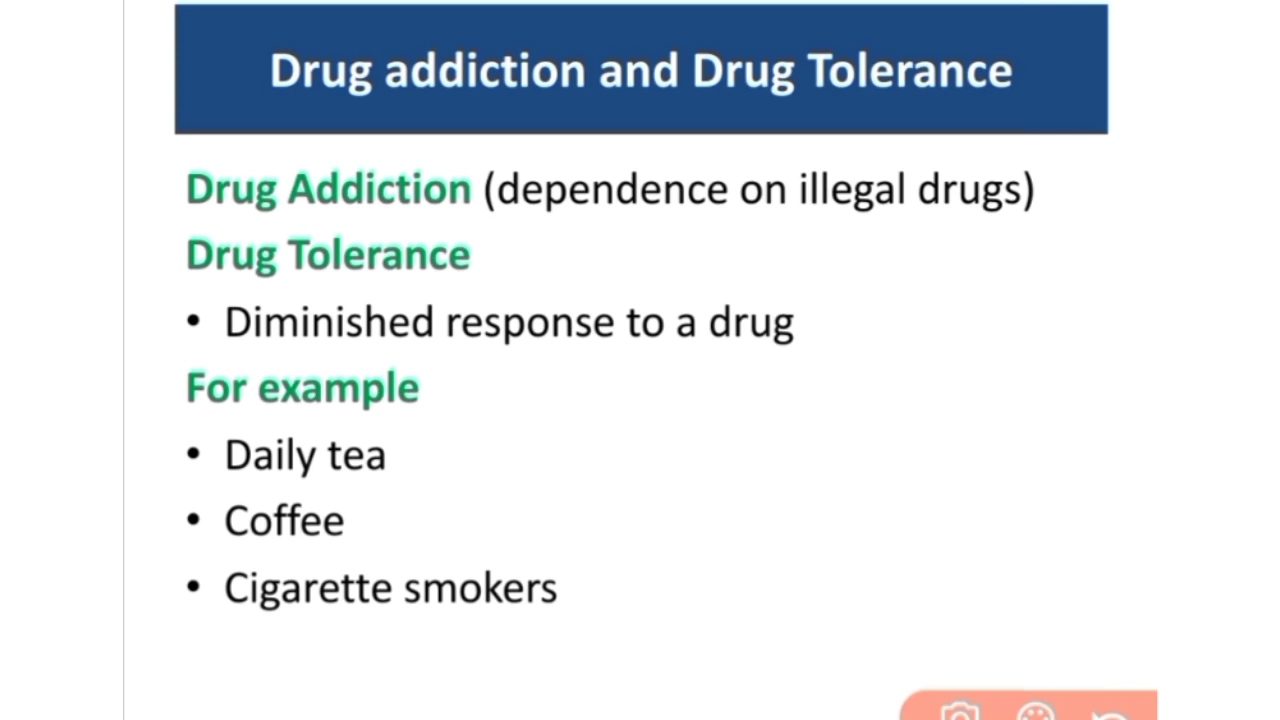 Drug addiction and Drug Tolerance
Drug Addiction (dependence on illegal drugs)
Drug Tolerance
• Diminished response to a drug
For example
• Daily tea
• Coffee
• Cigarette smokers